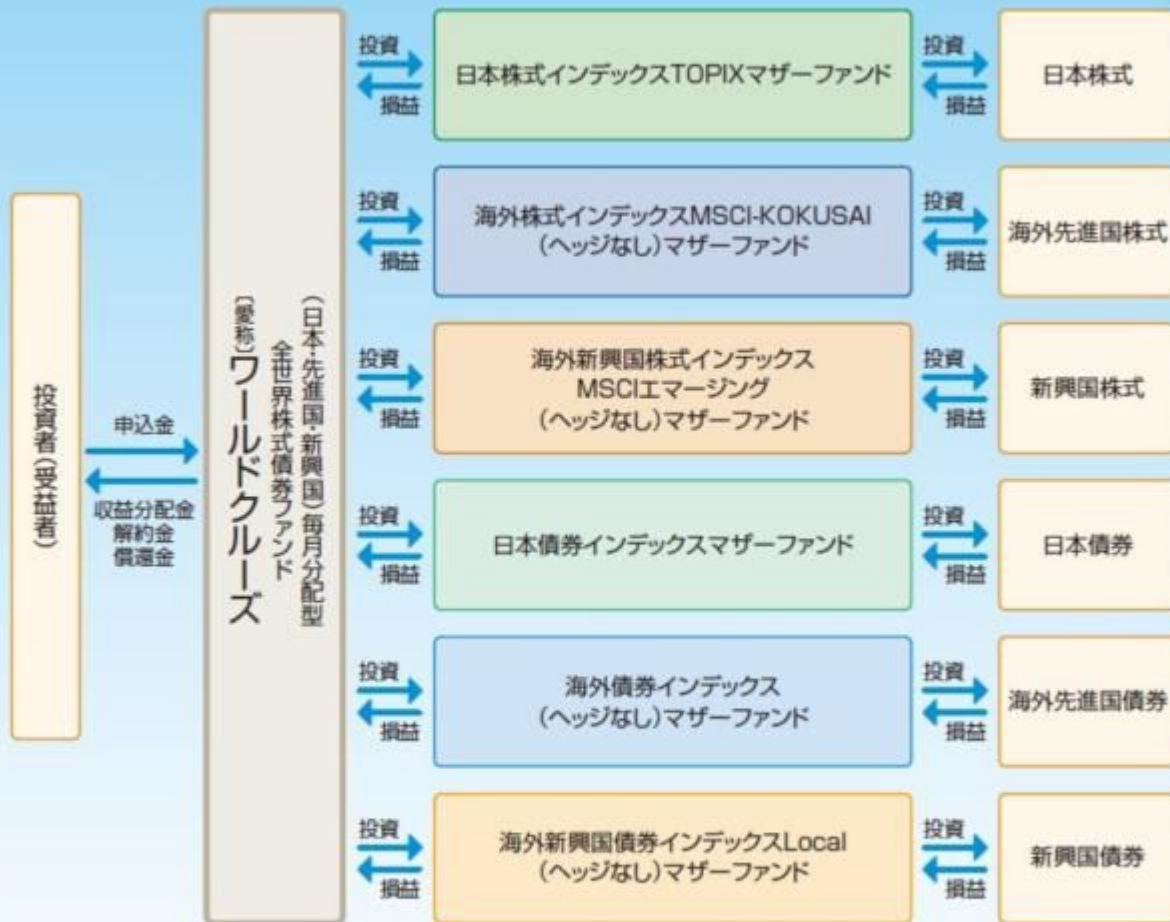 投資者(受益者)
申込金
収益分配金
解約金
償還金
(日本・先進国・新興国)毎月分配型
全世界株式債券ファンド
〔愛称〕ワールドクルーズ
投資
損益
日本株式インデックスTOPIXマザーファンド
投資
損益
日本株式
投資
損益
海外株式インデックスMSCI-KOKUSAI
(ヘッジなし)マザーファンド
投資
損益
海外先進国株式
投資
損益
海外新興国株式インデックス
MSCIエマージング
(ヘッジなし)マザーファンド
投資
損益
新興国株式
投資
損益
日本債券インデックスマザーファンド
投資
損益
日本債券
投資
損益
海外債券インデックス
(ヘッジなし)マザーファンド
投資
損益
海外先進国債券
投資
損益
海外新興国債券インデックスLocal
(ヘッジなし)マザーファンド
投資
損益
新興国債券